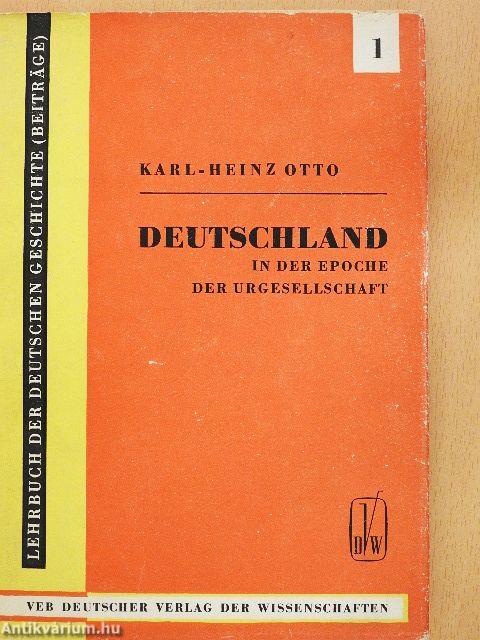 LEHRBUCH DER DEUTSCHEN GESCHICHTE (BEITRÄGE)
1
KARL-HEINZ OTTO
DEUTSCHLAND
IN DER EPOCHE
DER URGESELLSCHAFT
DVW
VEB DEUTSCHER VERLAG DER WISSENSCHAFTEN
Antikvárium.hu